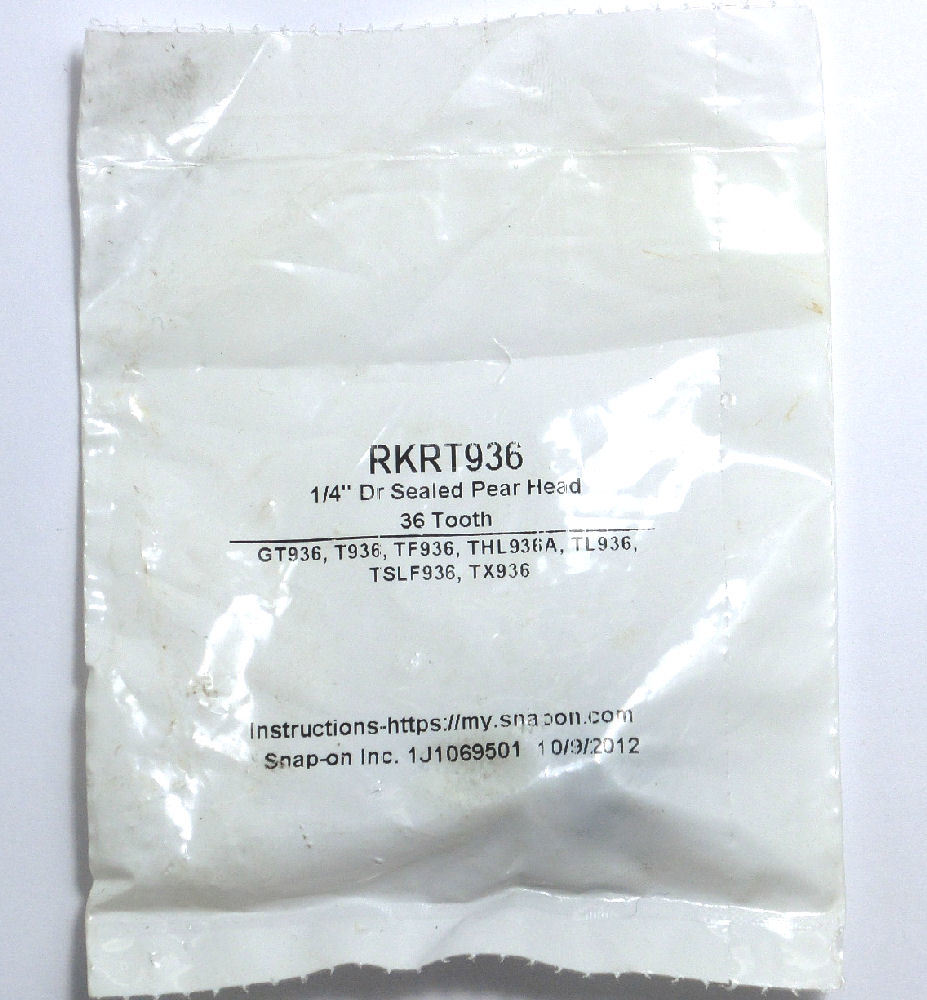 RKRT936
1/4" Dr Sealed Pear Head
36 Tooth
GT936, T936, TF936, THL936A, TL936,
TSLF936, TX936
Instructions-https://my.snapon.com
Snap-on Inc. 1J1069501 10/9/2012